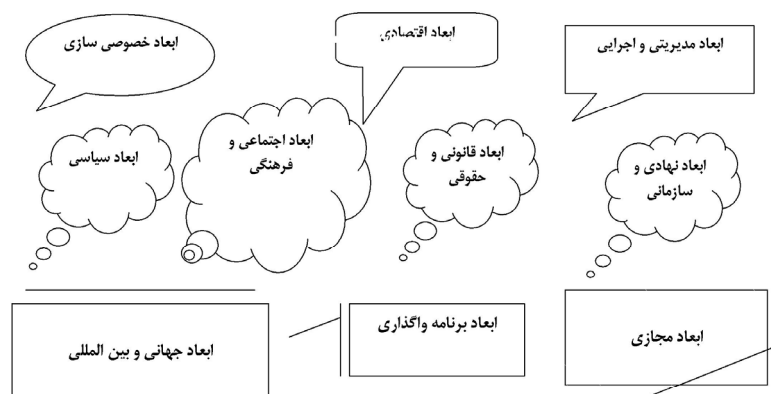 ابعاد مدیریتی و اجرایی
ابعاد اقتصادی
ابعاد خصوصی سازی
ابعاد نهادی و
سازمانی
ابعاد قانونی و
حقوقی
ابعاد اجتماعی و
فرهنگی
ابعاد سیاسی
ابعاد مجازی
ابعاد برنامه واگذاری
ابعاد جهانی و بین المللی